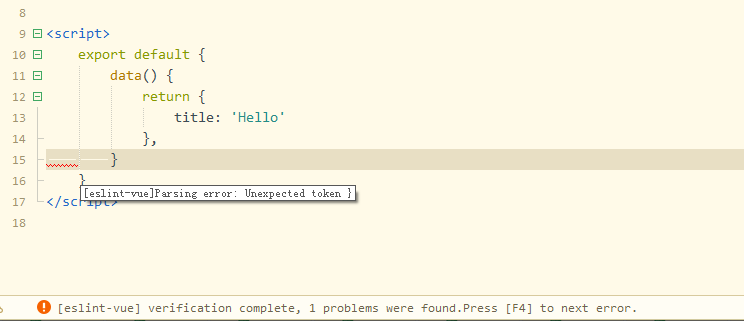 8
9 <script>
10 export default {
11 data() {
12 return {
13 title: 'Hello'
14 },
15 }
16 }
[eslint-vue]Parsing error: Unexpected token }
17 </script>
18
[eslint-vue] verification complete, 1 problems were found.Press [F4] to next error.